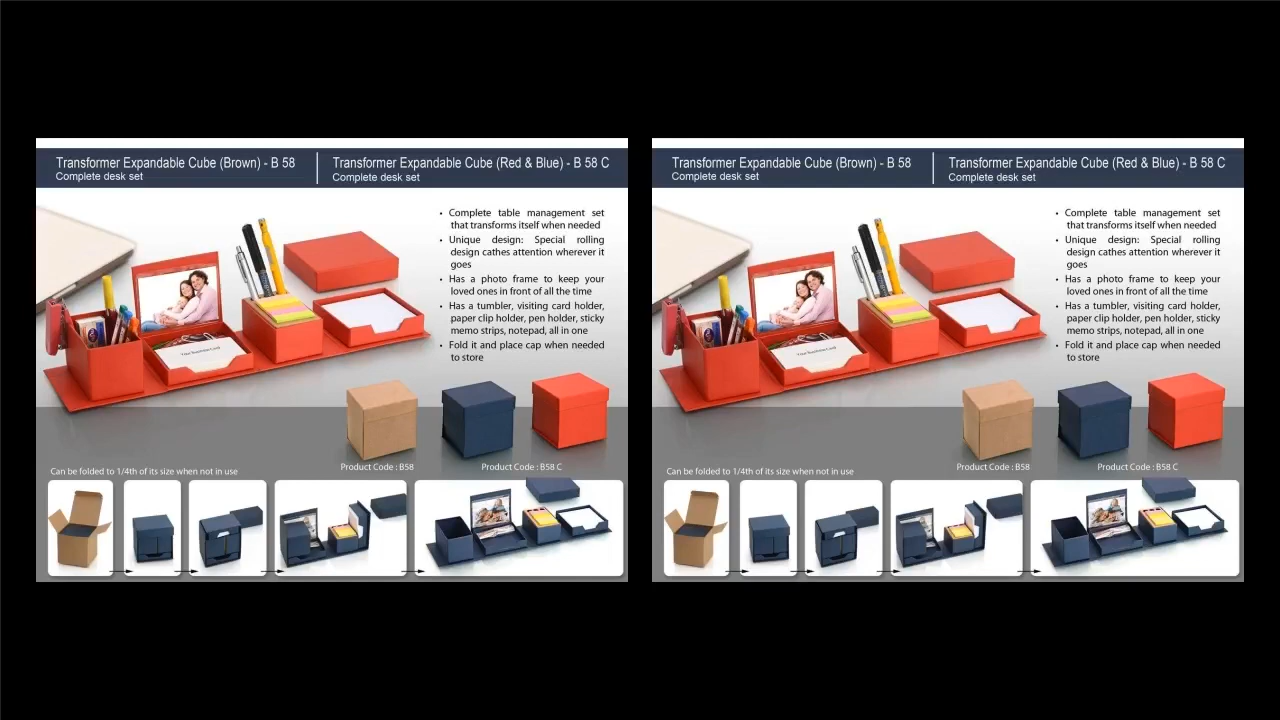 Transformer Expandable Cube (Brown) - B 58
Complete desk set
Transformer Expandable Cube (Red & Blue) - B 58 C
Complete desk set
• Complete table management set
that transforms itself when needed
• Unique design: Special rolling
design cathes attention wherever it
goes
• Has a photo frame to keep your
loved ones in front of all the time
• Has a tumbler, visiting card holder,
paper clip holder, pen holder, sticky
memo strips, notepad, all in one
• Fold it and place cap when needed
to store
Your Business Card
Product Code : B58
Product Code : B58 C
Can be folded to 1/4th of its size when not in use
Transformer Expandable Cube (Brown) - B 58
Complete desk set
Transformer Expandable Cube (Red & Blue) - B 58 C
Complete desk set
• Complete table management set
that transforms itself when needed
• Unique design: Special rolling
design cathes attention wherever it
goes
• Has a photo frame to keep your
loved ones in front of all the time
• Has a tumbler, visiting card holder,
paper clip holder, pen holder, sticky
memo strips, notepad, all in one
• Fold it and place cap when needed
to store
Your Business Card
Product Code : B58
Product Code : B58 C
Can be folded to 1/4th of its size when not in use